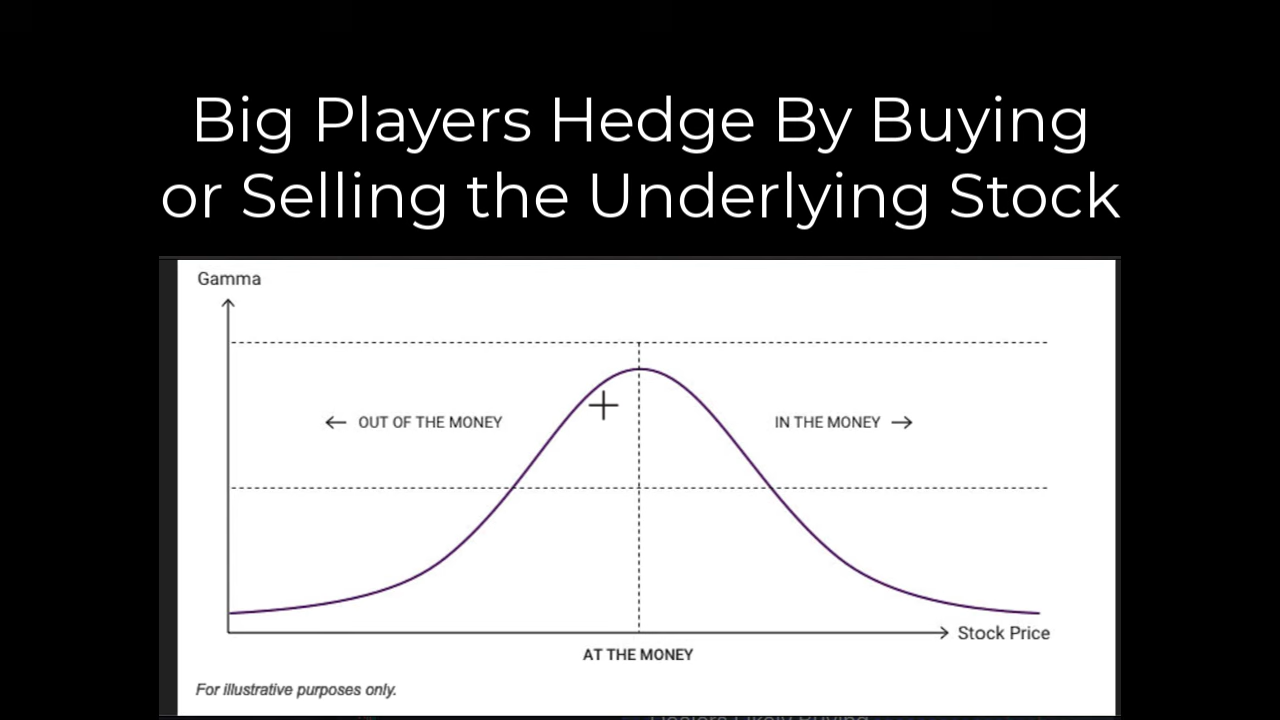 Big Players Hedge By Buying
or Selling the Underlying Stock
Gamma
← OUT OF THE MONEY
IN THE MONEY →
Stock Price
AT THE MONEY
For illustrative purposes only.